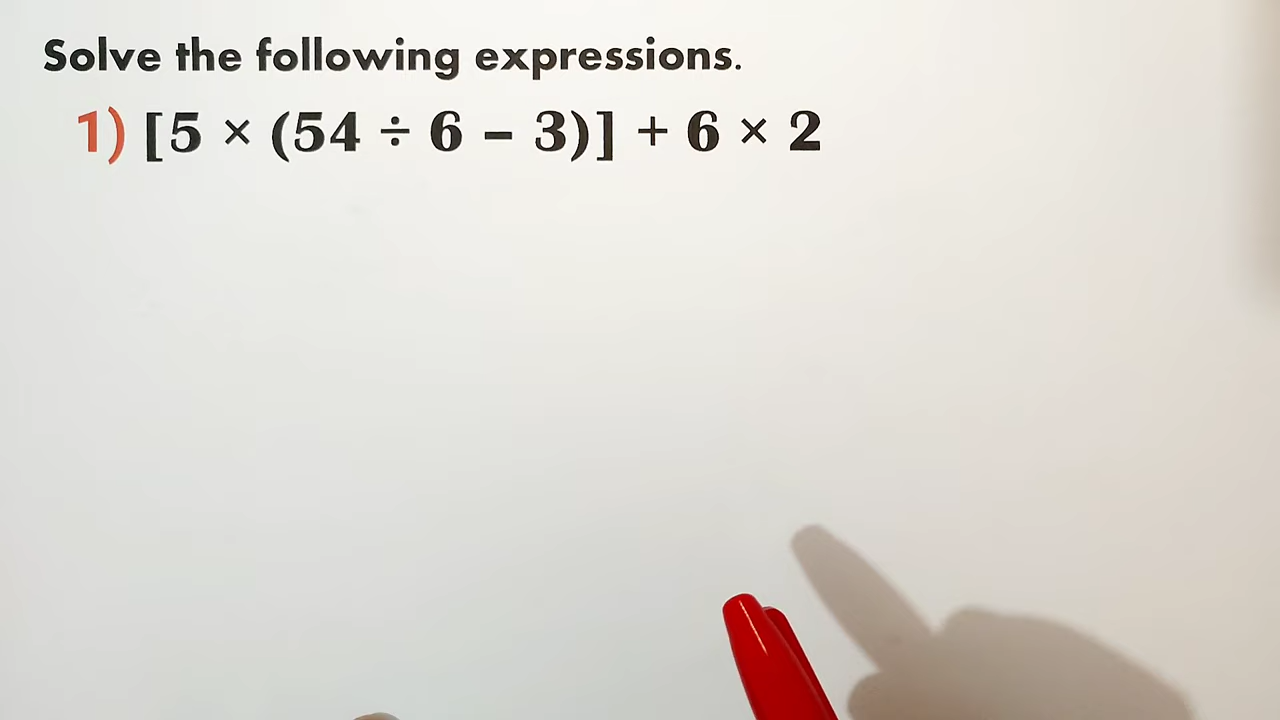 Solve the following expressions.
1) [5 × (54 ÷ 6 – 3)] + 6 × 2